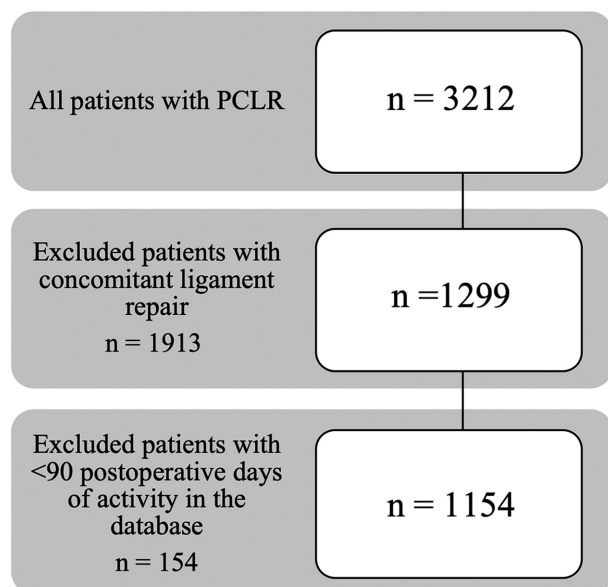 All patients with PCLR
n = 3212
Excluded patients with
concomitant ligament
repair
n = 1913
n =1299
Excluded patients with
<90 postoperative days
of activity in the
database
n = 154
n = 1154